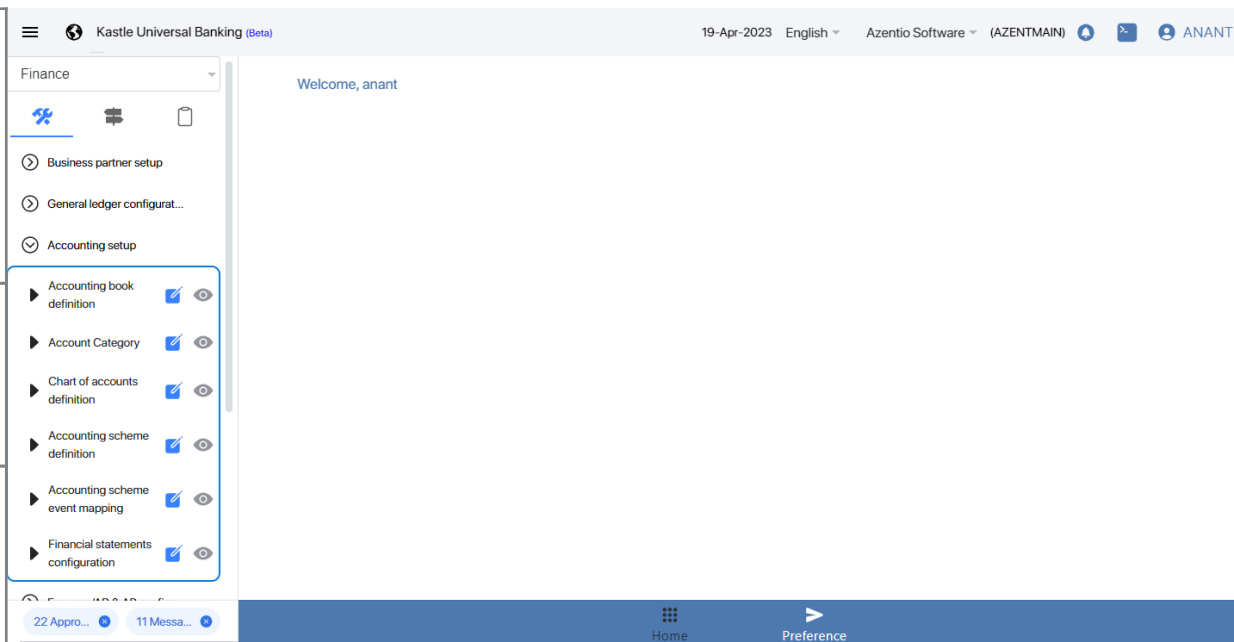 Kastle Universal Banking (Beta)
19-Apr-2023 English Azentio Software (AZENTMAIN) ANANT
Finance
Welcome, anant
Business partner setup
General ledger configurat...
Accounting setup
Accounting book
definition
Account Category
Chart of accounts
definition
Accounting scheme
definition
Accounting scheme
event mapping
Financial statements
configuration
22 Appro... 11 Messa...
Home Preference